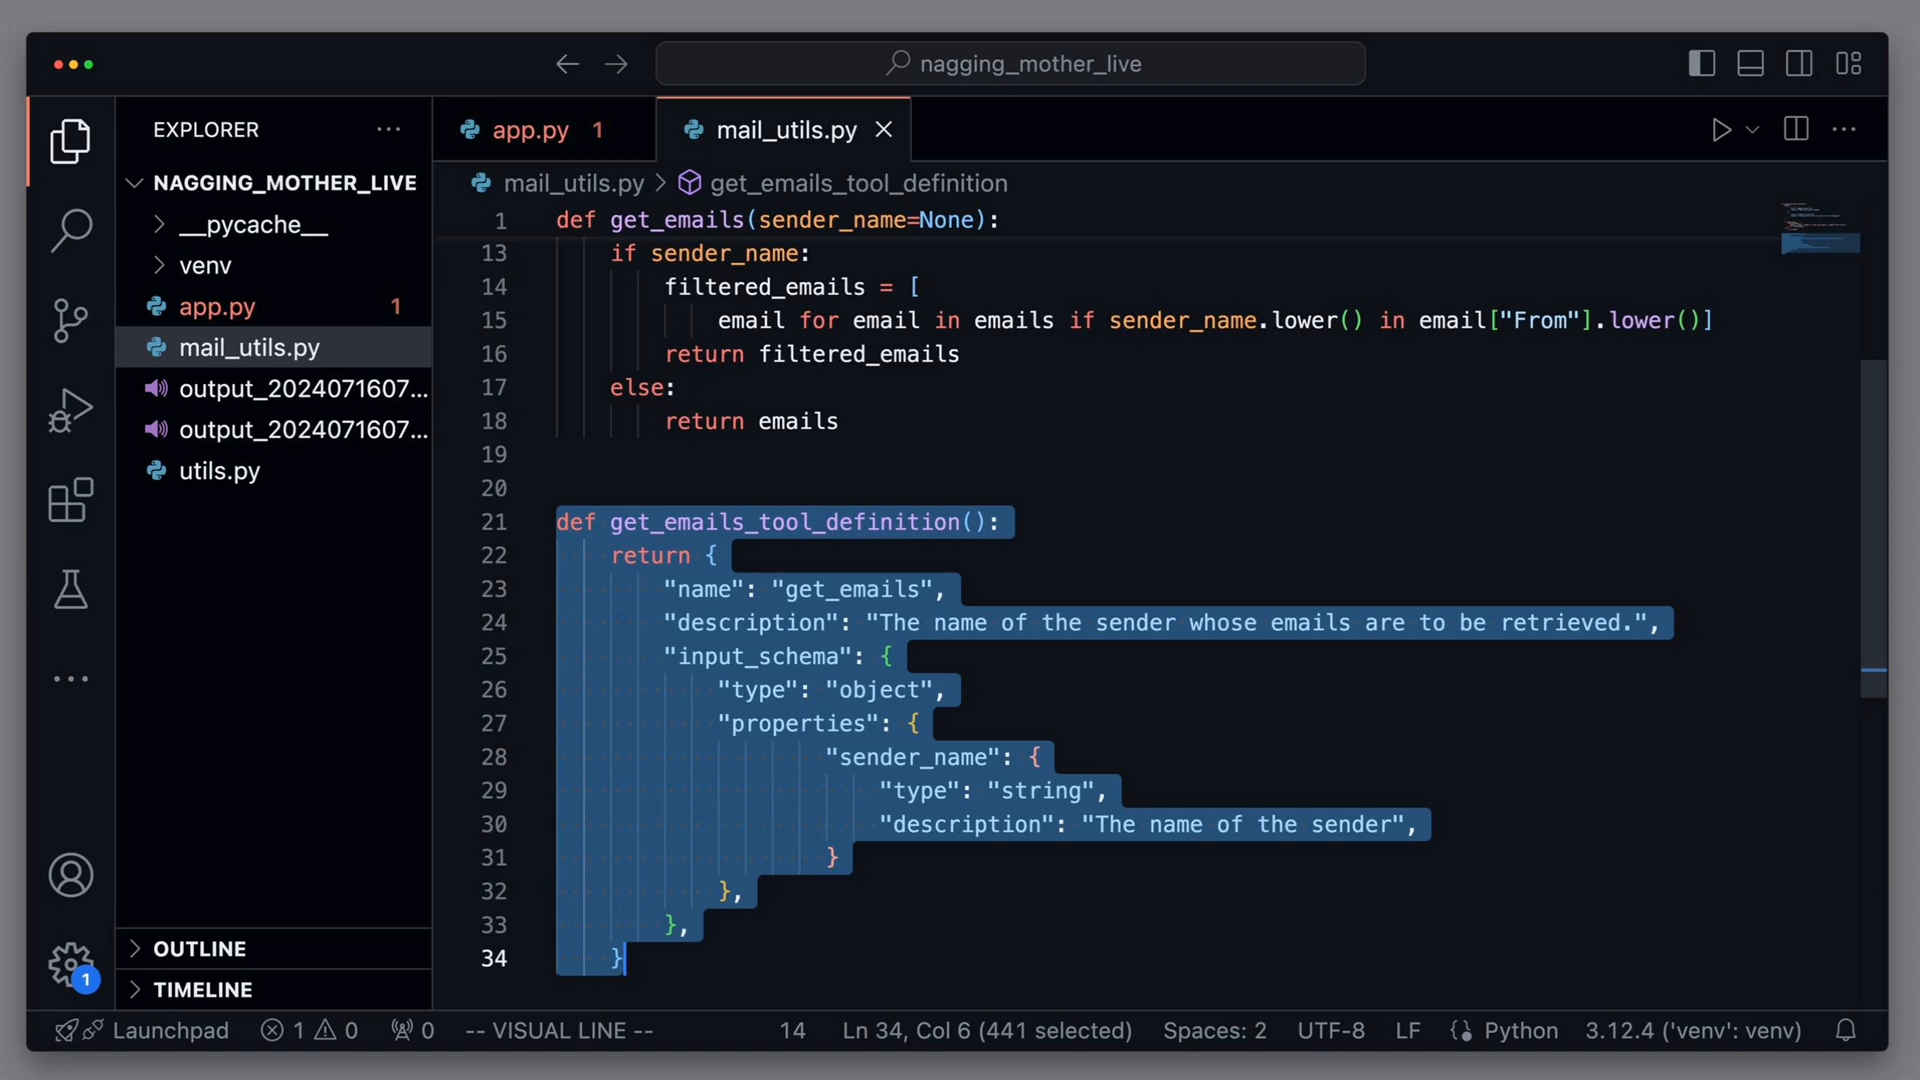 nagging_mother_live
EXPLORER
NAGGING_MOTHER_LIVE
__pycache__
venv
app.py 1
mail_utils.py
output_2024071607...
output_2024071607...
utils.py
OUTLINE
TIMELINE
1
app.py 1
mail_utils.py
mail_utils.py > get_emails_tool_definition
1 def get_emails(sender_name=None):
13 if sender_name:
14 filtered_emails = [
15 email for email in emails if sender_name.lower() in email["From"].lower()]
16 return filtered_emails
17 else:
18 return emails
19
20
21 def get_emails_tool_definition():
22 return {
23 "name": "get_emails",
24 "description": "The name of the sender whose emails are to be retrieved.",
25 "input_schema": {
26 "type": "object",
27 "properties": {
28 "sender_name": {
29 "type": "string",
30 "description": "The name of the sender",
31 }
32 },
33 },
34 }
Launchpad 1 0 0 -- VISUAL LINE -- 14 Ln 34, Col 6 (441 selected) Spaces: 2 UTF-8 LF Python 3.12.4 ('venv': venv)